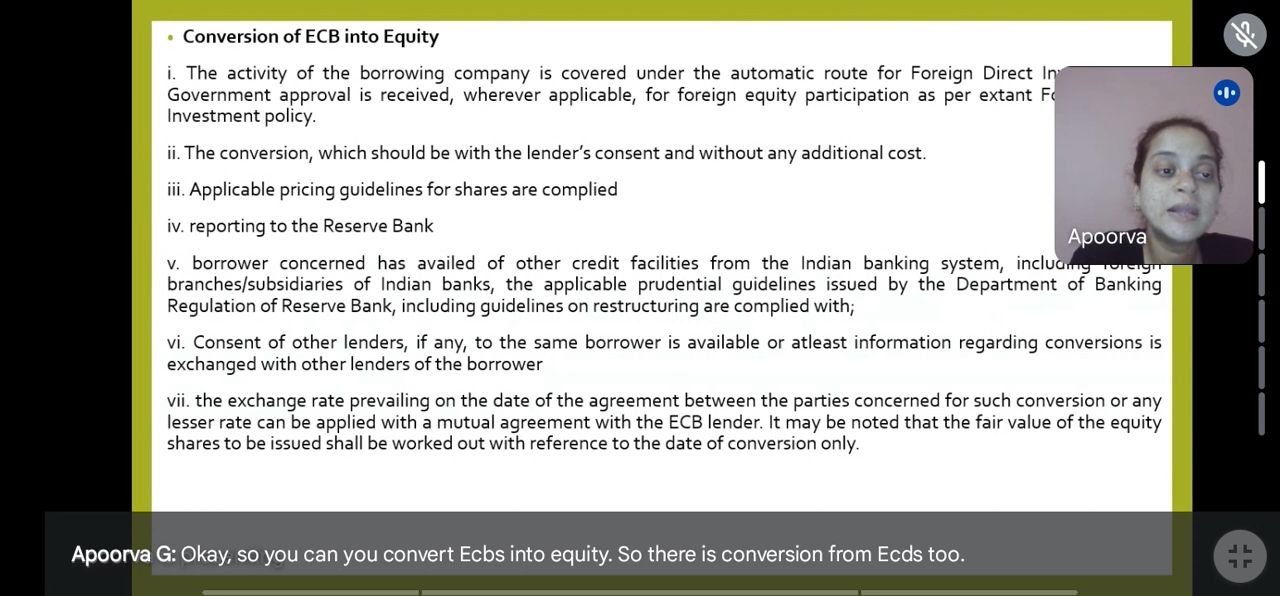 • Conversion of ECB into Equity
i. The activity of the borrowing company is covered under the automatic route for Foreign Direct
Government approval is received, wherever applicable, for foreign equity participation as per extant
Investment policy.
ii. The conversion, which should be with the lender's consent and without any additional cost.
iii. Applicable pricing guidelines for shares are complied
iv. reporting to the Reserve Bank
v. borrower concerned has availed of other credit facilities from the Indian banking system, including foreign
branches/subsidiaries of Indian banks, the applicable prudential guidelines issued by the Department of Banking
Regulation of Reserve Bank, including guidelines on restructuring are complied with;
vi. Consent of other lenders, if any, to the same borrower is available or atleast information regarding conversions is
exchanged with other lenders of the borrower
vii. the exchange rate prevailing on the date of the agreement between the parties concerned for such conversion or any
lesser rate can be applied with a mutual agreement with the ECB lender. It may be noted that the fair value of the equity
shares to be issued shall be worked out with reference to the date of conversion only.
Apoorva
Apoorva G: Okay, so you can you convert Ecbs into equity. So there is conversion from Ecds too.